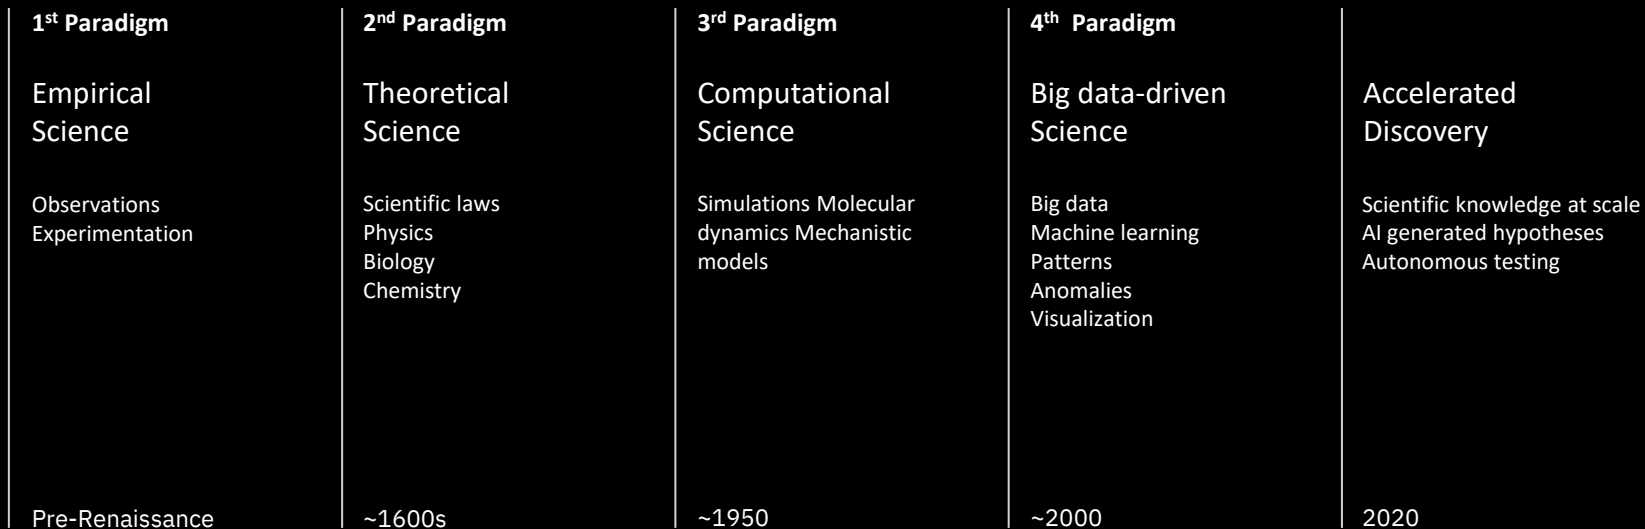 1st Paradigm
Empirical
Science
Observations
Experimentation
Pre-Renaissance
2nd Paradigm
Theoretical
Science
Scientific laws
Physics
Biology
Chemistry
~1600s
3rd Paradigm
Computational
Science
Simulations Molecular
dynamics Mechanistic
models
~1950
4th Paradigm
Big data-driven
Science
Big data
Machine learning
Patterns
Anomalies
Visualization
~2000
Accelerated
Discovery
Scientific knowledge at scale
AI generated hypotheses
Autonomous testing
2020